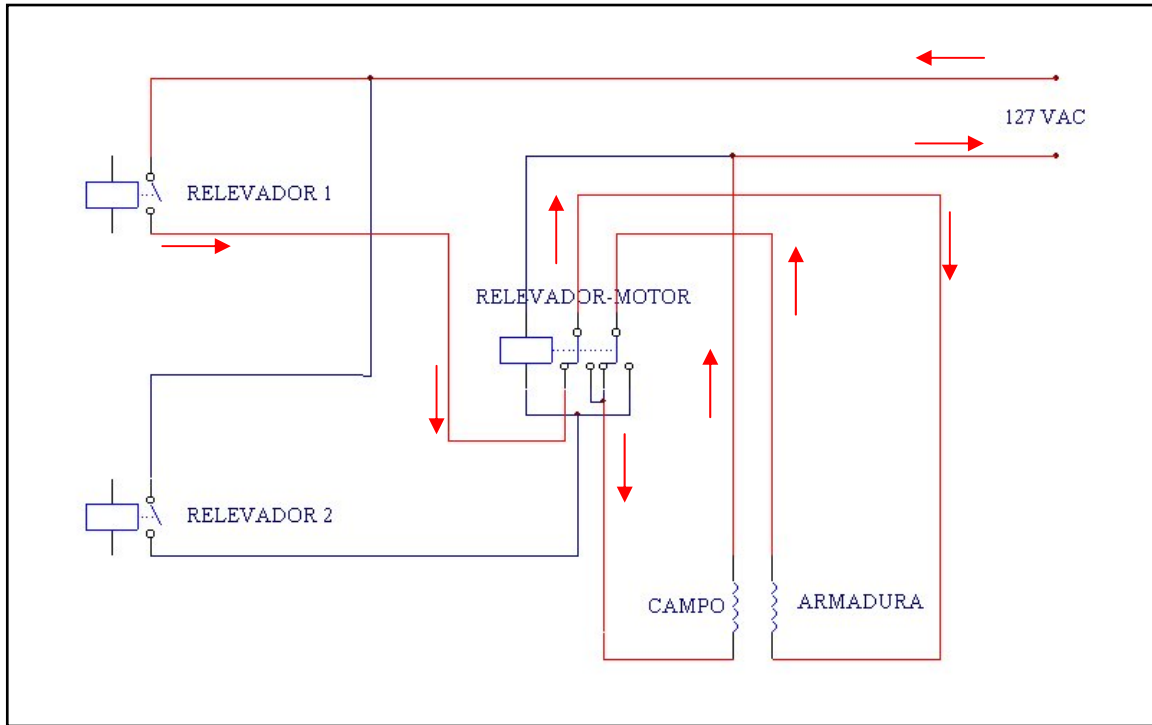 127 VAC
RELEVADOR 1
RELEVADOR-MOTOR
RELEVADOR 2
CAMPO
ARMADURA